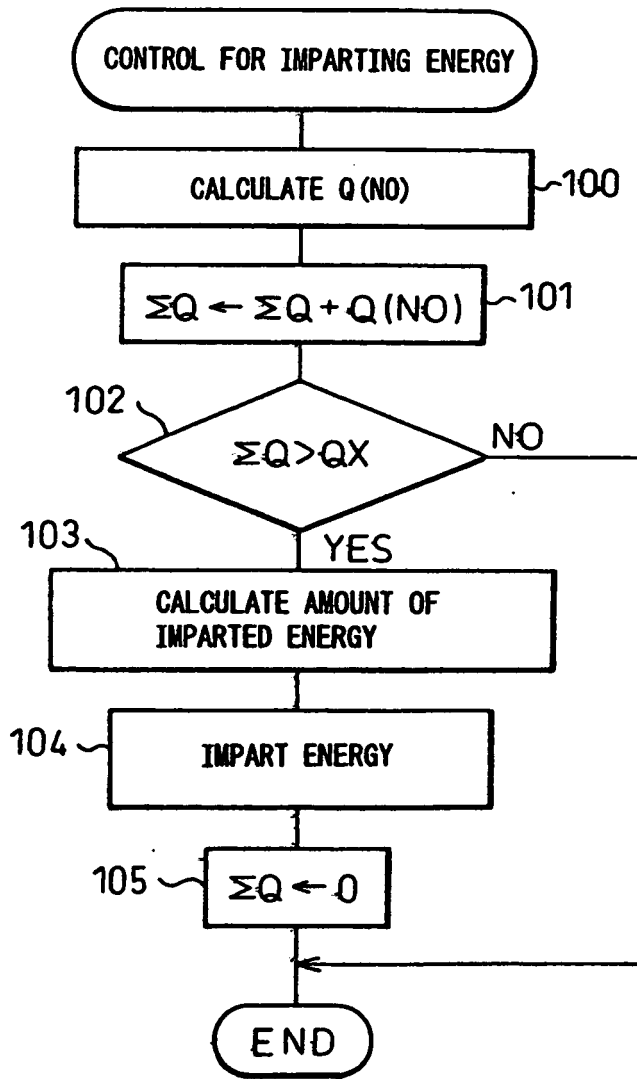 CONTROL FOR IMPARTING ENERGY
CALCULATE Q(NO)
100
ΣQ ← ΣQ + Q(NO)
101
102
ΣQ > QX
NO
YES
103
CALCULATE AMOUNT OF
IMPARTED ENERGY
104
IMPART ENERGY
105
ΣQ ← 0
END